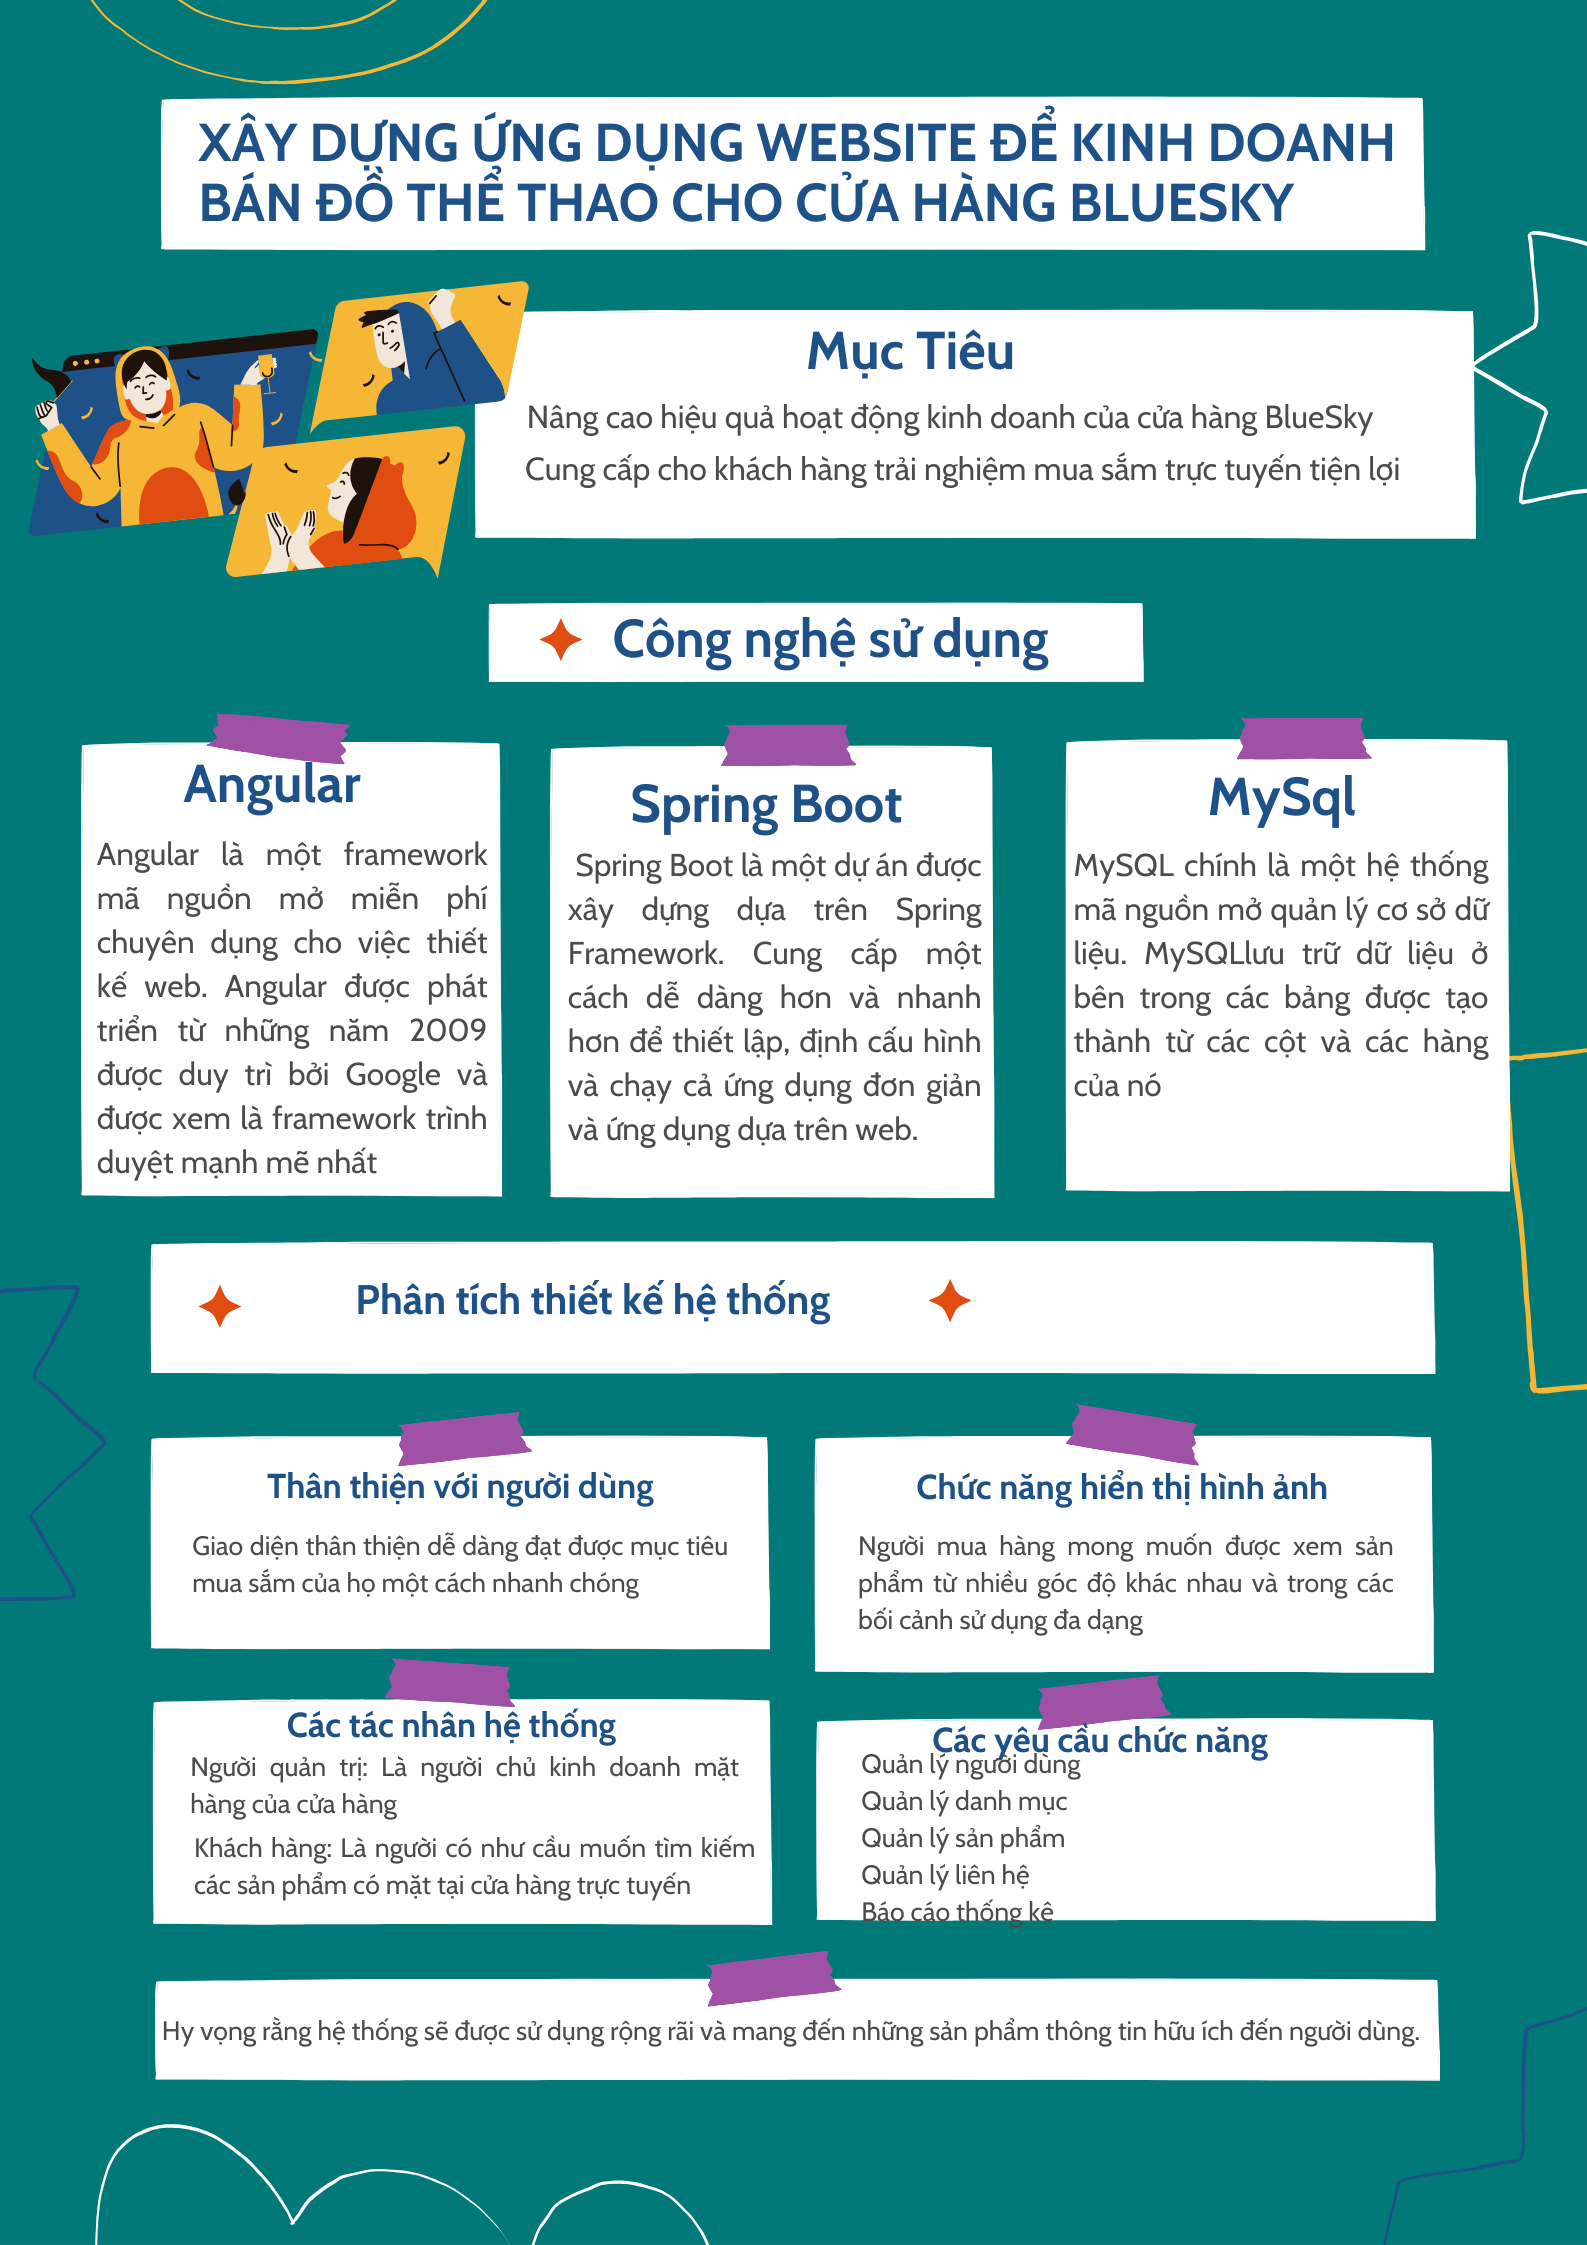 XÂY DỰNG ỨNG DỤNG WEBSITE ĐỂ KINH DOANH
BÁN ĐỒ THỂ THAO CHO CỬA HÀNG BLUESKY
Mục Tiêu
Nâng cao hiệu quả hoạt động kinh doanh của cửa hàng BlueSky
Cung cấp cho khách hàng trải nghiệm mua sắm trực tuyến tiện lợi
Công nghệ sử dụng
Angular
Angular là một framework
mã nguồn mở miễn phí
chuyên dụng cho việc thiết
kế web. Angular được phát
triển từ những năm 2009
được duy trì bởi Google và
được xem là framework trình
duyệt mạnh mẽ nhất
Spring Boot
Spring Boot là một dự án được
xây dựng dựa trên Spring
Framework. Cung cấp một
cách dễ dàng hơn và nhanh
hơn để thiết lập, định cấu hình
và chạy cả ứng dụng đơn giản
và ứng dụng dựa trên web.
MySql
MySQL chính là một hệ thống
mã nguồn mở quản lý cơ sở dữ
liệu. MySQLlưu trữ dữ liệu ở
bên trong các bảng được tạo
thành từ các cột và các hàng
của nó
Phân tích thiết kế hệ thống
Thân thiện với người dùng
Giao diện thân thiện dễ dàng đạt được mục tiêu
mua sắm của họ một cách nhanh chóng
Chức năng hiển thị hình ảnh
Người mua hàng mong muốn được xem sản
phẩm từ nhiều góc độ khác nhau và trong các
bối cảnh sử dụng đa dạng
Các tác nhân hệ thống
Người quản trị: Là người chủ kinh doanh mặt
hàng của cửa hàng
Khách hàng: Là người có như cầu muốn tìm kiếm
các sản phẩm có mặt tại cửa hàng trực tuyến
Các yêu cầu chức năng
Quản lý người dùng
Quản lý danh mục
Quản lý sản phẩm
Quản lý liên hệ
Báo cáo thống kê
Hy vọng rằng hệ thống sẽ được sử dụng rộng rãi và mang đến những sản phẩm thông tin hữu ích đến người dùng.